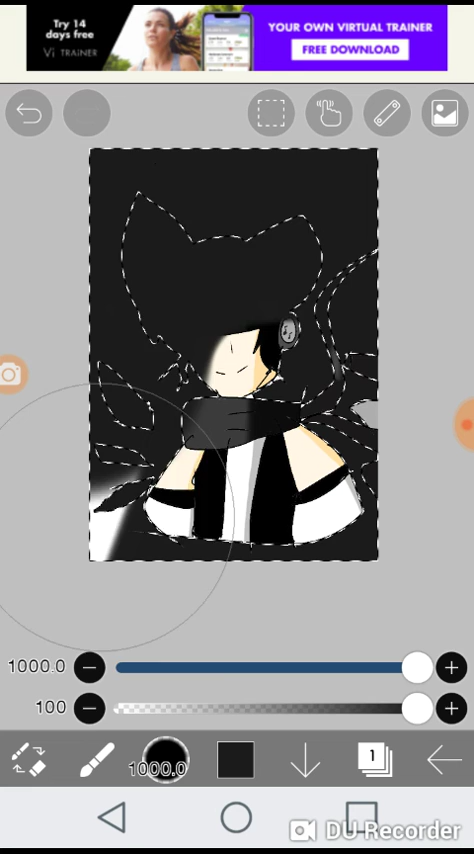 Try 14
days free
Vi TRAINER
YOUR OWN VIRTUAL TRAINER
FREE DOWNLOAD
1000.0
100
1000.0
1
DU Recorder